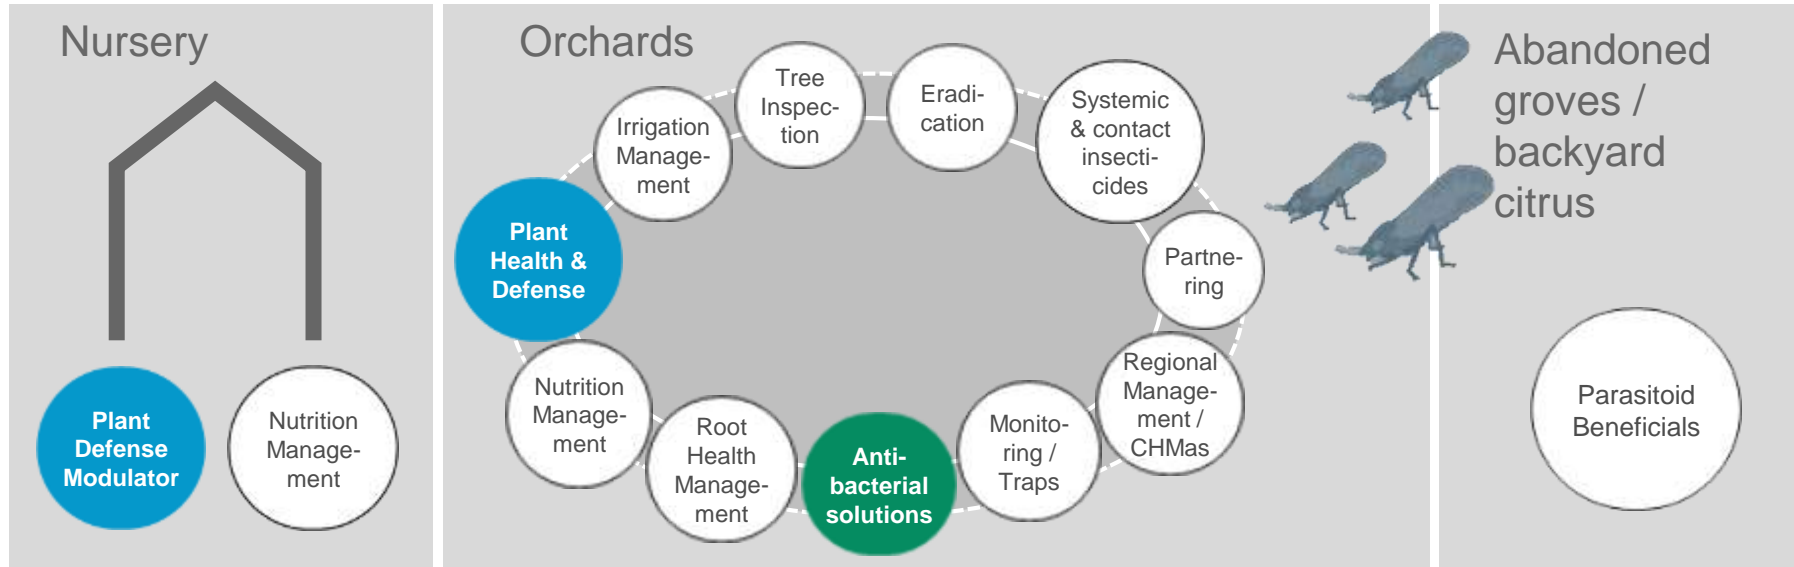 Nursery
Plant
Defense
Modulator
Nutrition
Manage-
ment
Orchards
Tree
Inspec-
tion
Eradi-
cation
Systemic
& contact
insecti-
cides
Partne-
ring
Regional
Manage-
ment /
CHMas
Monito-
ring /
Traps
Anti-
bacterial
solutions
Root
Health
Manage-
ment
Nutrition
Manage-
ment
Plant
Health &
Defense
Irrigation
Manage-
ment
Abandoned
groves /
backyard
citrus
Parasitoid
Beneficials